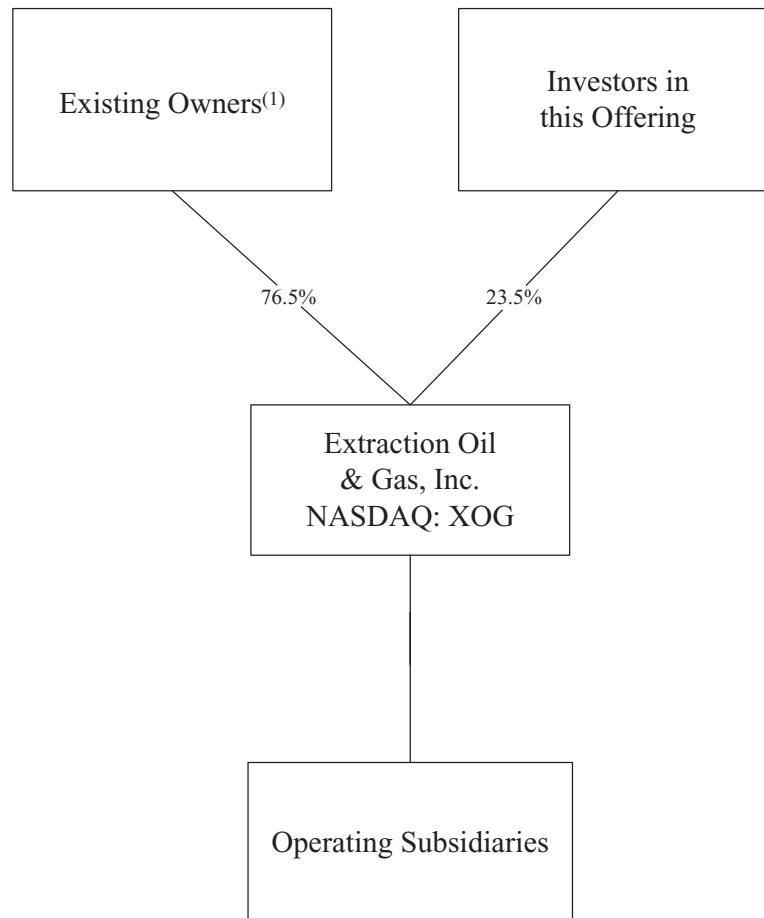 Existing Owners(1)
Investors in
this Offering
76.5%
23.5%
Extraction Oil
& Gas, Inc.
NASDAQ: XOG
Operating Subsidiaries